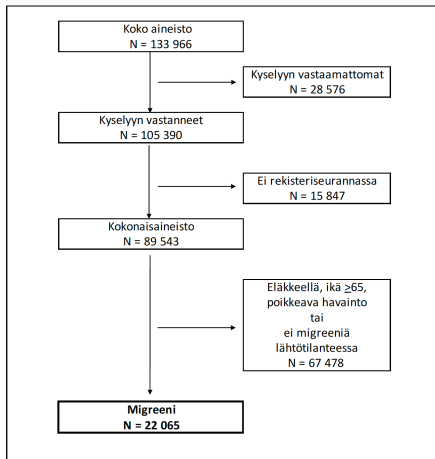 Koko aineisto
N = 133 966
Kyselyyn vastaamattomat
N = 28 576
Kyselyyn vastanneet
N = 105 390
Ei rekisteriseurannassa
N = 15 847
Kokonaisaineisto
N = 89 543
Eläkkeellä, ikä ≥65,
poikkeava havainto
tai
ei migreeniä
lähtötilanteessa
N = 67 478
Migreeni
N = 22 065